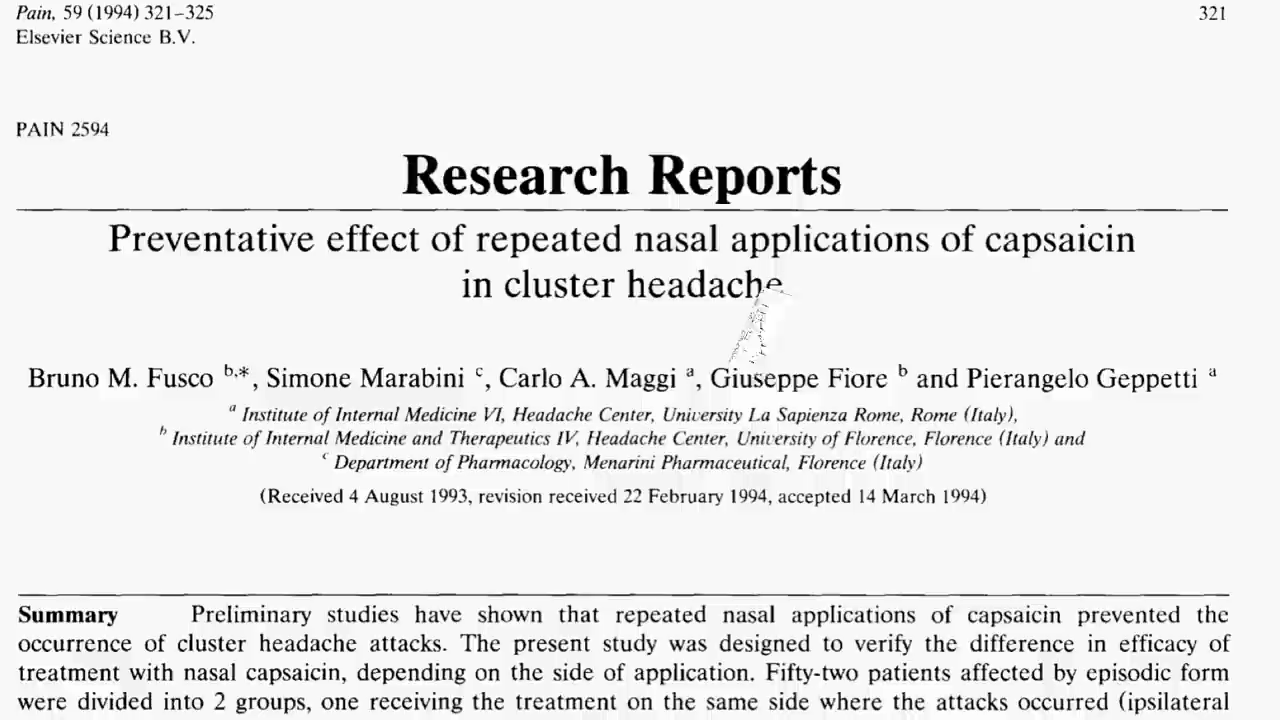 Pain, 59 (1994) 321–325
321
Elsevier Science B.V.
PAIN 2594
Research Reports
Preventative effect of repeated nasal applications of capsaicin
in cluster headache
Bruno M. Fusco b,*, Simone Marabini c, Carlo A. Maggi a, Giuseppe Fiore b and Pierangelo Geppetti a
a Institute of Internal Medicine VI, Headache Center, University La Sapienza Rome, Rome (Italy),
b Institute of Internal Medicine and Therapeutics IV, Headache Center, University of Florence, Florence (Italy) and
c Department of Pharmacology, Menarini Pharmaceutical, Florence (Italy)
(Received 4 August 1993, revision received 22 February 1994, accepted 14 March 1994)
Summary Preliminary studies have shown that repeated nasal applications of capsaicin prevented the
occurrence of cluster headache attacks. The present study was designed to verify the difference in efficacy of
treatment with nasal capsaicin, depending on the side of application. Fifty-two patients affected by episodic form
were divided into 2 groups, one receiving the treatment on the same side where the attacks occurred (ipsilateral